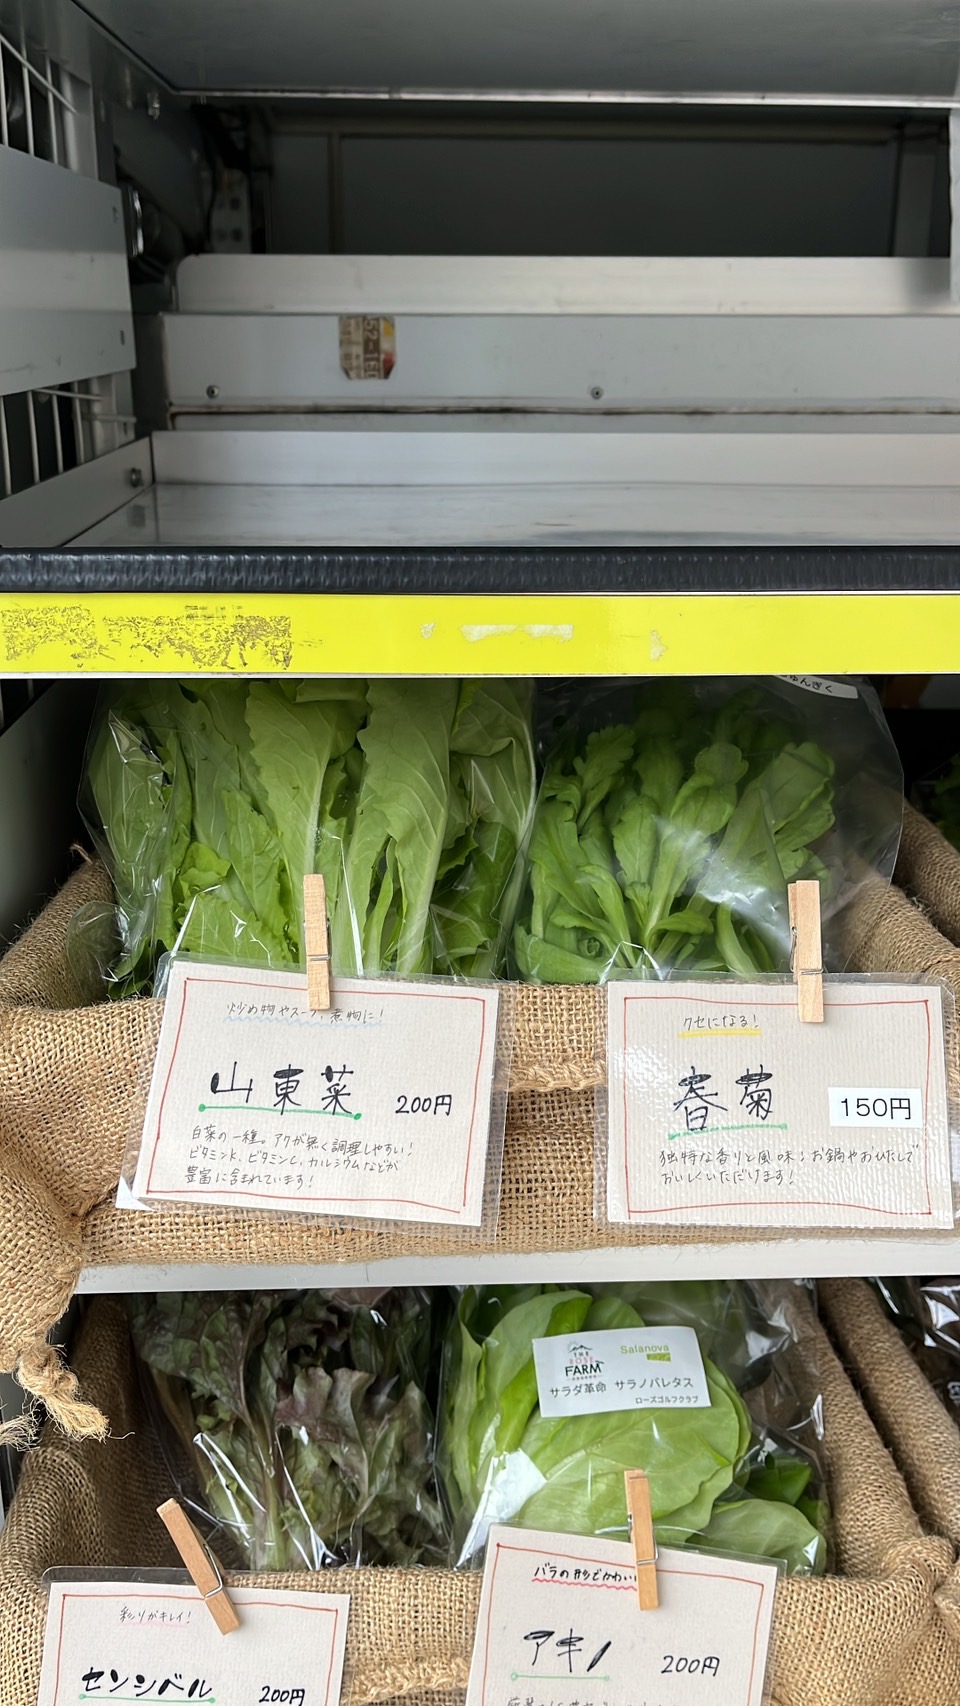 ゅんぎく
炒め物やスープ、煮物に！
山東菜
200円
白菜の一種。アクが無く調理しやすい！
ビタミンK、ビタミンC、カルシウムなどが
豊富に含まれています！
クセになる！
春菊
150円
独特な香りと風味：お鍋やおひたしで
おいしくいただけます！
THE
ROSE
FARM
Salanova
サラダ革命 サラノバレタス
ローズゴルフクラブ
彩りがキレイ！
センシベル
200円
バラの形でかわい
アキノ
200円